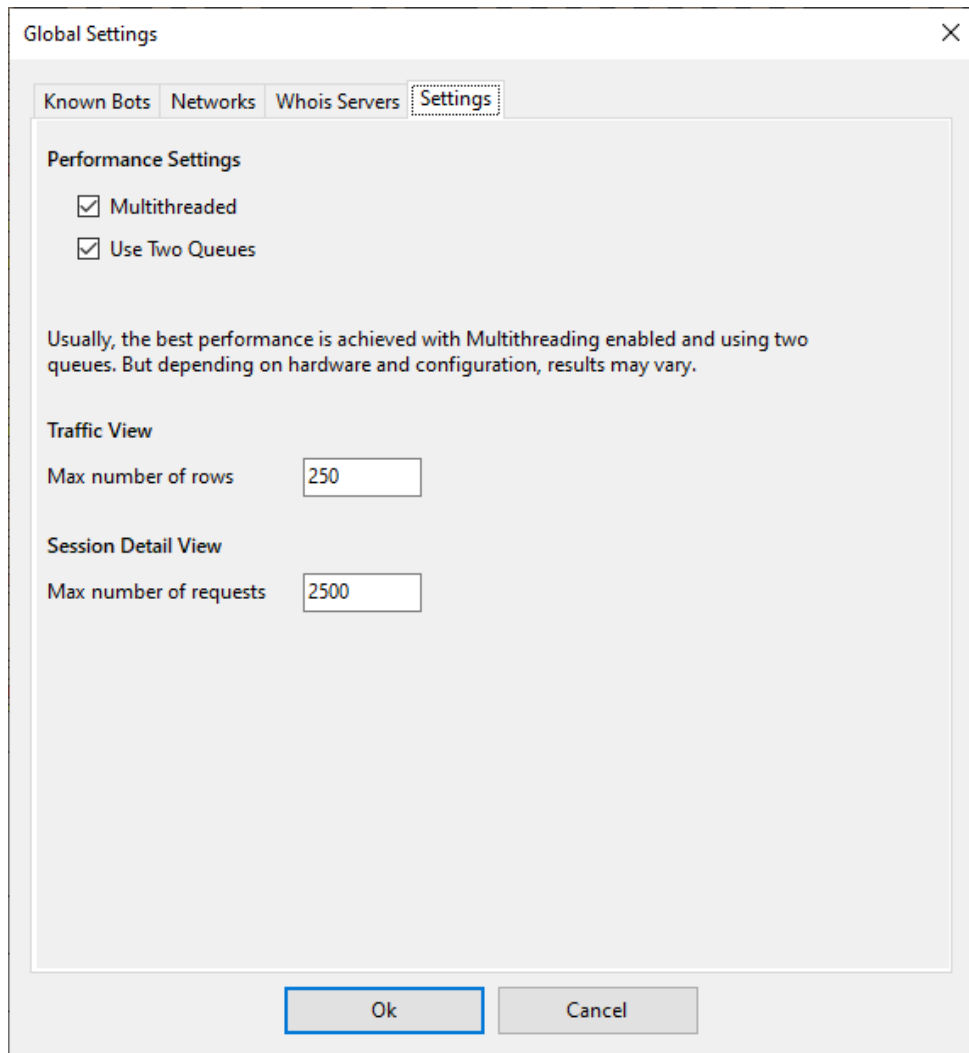 Global Settings
Known Bots Networks Whois Servers Settings
Performance Settings
Multithreaded
Use Two Queues
Usually, the best performance is achieved with Multithreading enabled and using two
queues. But depending on hardware and configuration, results may vary.
Traffic View
Max number of rows 250
Session Detail View
Max number of requests 2500
Ok Cancel